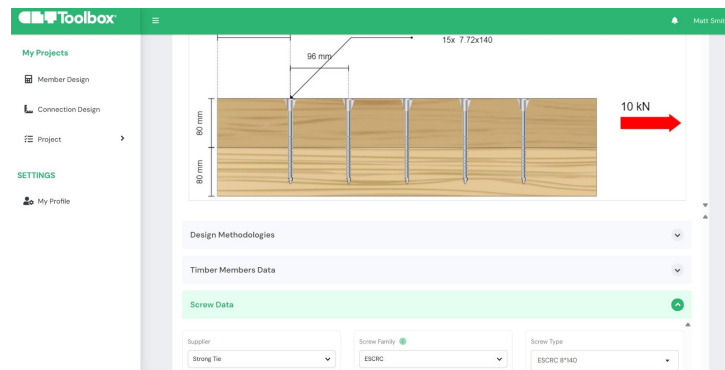 CLTToolbox
Matt Smit
My Projects
Member Design
Connection Design
Project
SETTINGS
My Profile
15x 7.72x140
96 mm
10 kN
80 mm
80 mm
Design Methodologies
Timber Members Data
Screw Data
Supplier
Screw Family
Screw Type
Strong Tie
ESCRC
ESCRC 8*140